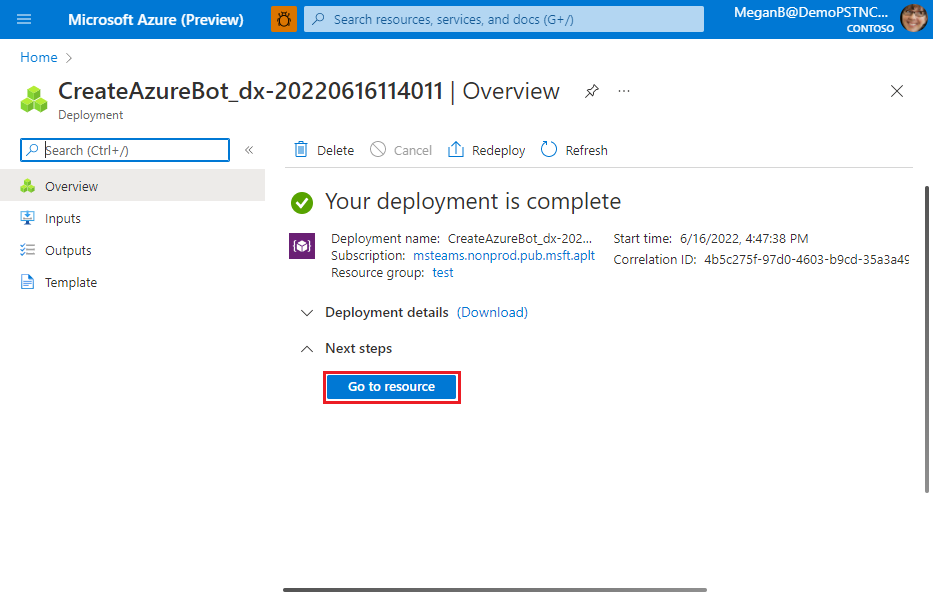 Microsoft Azure (Preview)
Search resources, services, and docs (G+/)
MeganB@DemoPSTNC...
CONTOSO
Home
CreateAzureBot_dx-20220616114011 | Overview
Deployment
Search (Ctrl+/)
Overview
Inputs
Outputs
Template
Delete Cancel Redeploy Refresh
Your deployment is complete
Deployment name: CreateAzureBot_dx-202...
Subscription: msteams.nonprod.pub.msft.aplt
Resource group: test
Start time: 6/16/2022, 4:47:38 PM
Correlation ID: 4b5c275f-97d0-4603-b9cd-35a3a49
Deployment details (Download)
Next steps
Go to resource